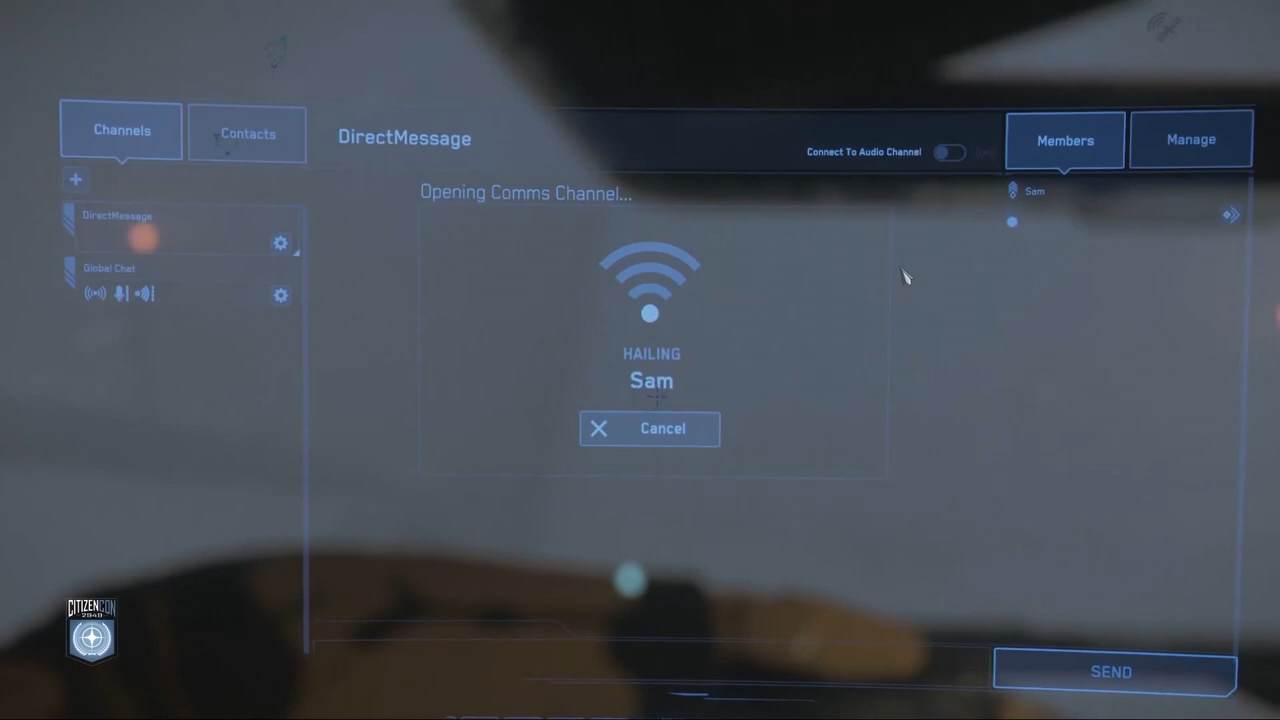 Channels
Contacts
DirectMessage
Connect To Audio Channel
Members
Manage
Opening Comms Channel...
Sam
DirectMessage
Global Chat
HAILING
Sam
Cancel
CITIZENCON
2949
SEND